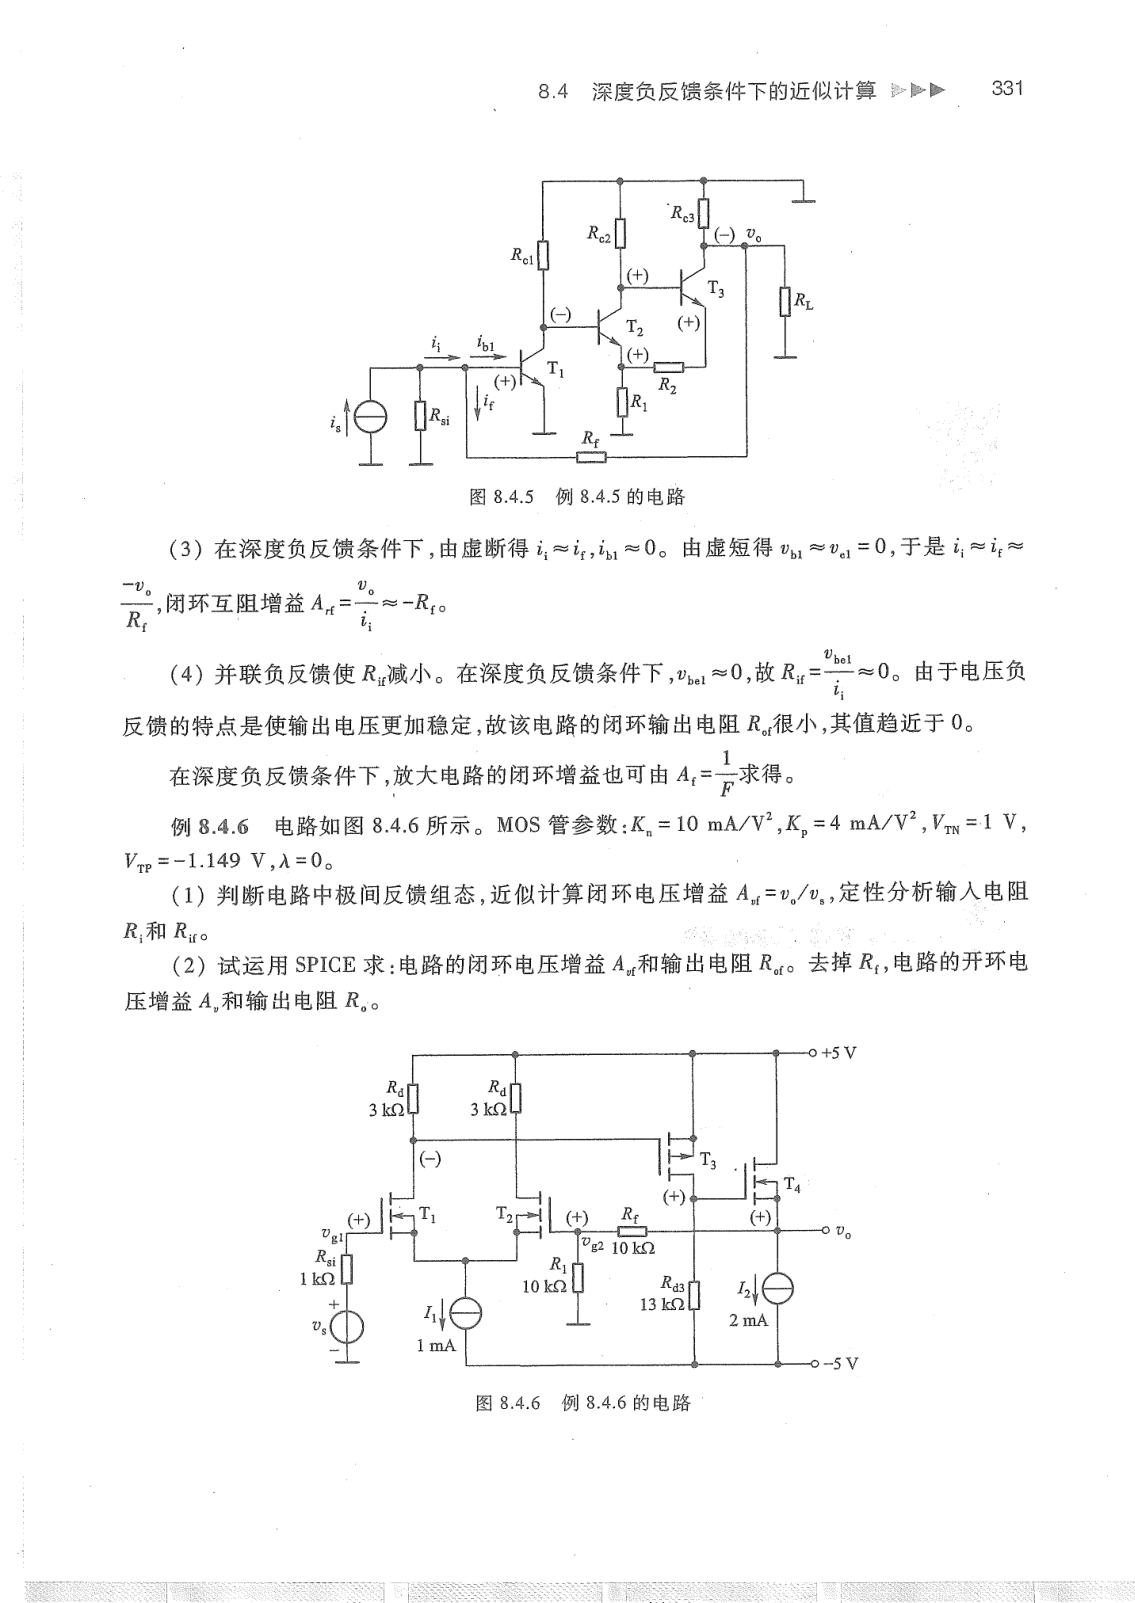 8.4 深度负反馈条件下的近似计算 331
R_c3
(-) v_o
R_c2
R_c1
(+)
T_3
R_L
(-)
T_2
(+)
i_i
i_b1
(+)
R_2
T_1
(+)
i_s
R_si
i_f
R_1
R_f
图 8.4.5 例 8.4.5 的电路
(3) 在深度负反馈条件下,由虚断得 i_i≈i_f,i_b1≈0。由虚短得 v_b1≈v_e1=0,于是 i_i≈i_f≈
-v_o/R_f,闭环互阻增益 A_rf=v_o/i_i≈-R_f。
(4) 并联负反馈使 R_if减小。在深度负反馈条件下,v_be1≈0,故 R_if=v_be1/i_i≈0。由于电压负
反馈的特点是使输出电压更加稳定,故该电路的闭环输出电阻 R_of很小,其值趋近于 0。
在深度负反馈条件下,放大电路的闭环增益也可由 A_f=1/F求得。
例 8.4.6 电路如图 8.4.6 所示。MOS 管参数:K_n=10 mA/V²,K_p=4 mA/V²,V_TN=1 V,
V_TP=-1.149 V,λ=0。
(1) 判断电路中极间反馈组态,近似计算闭环电压增益 A_vf=v_o/v_s,定性分析输入电阻
R_i和 R_if。
(2) 试运用 SPICE 求:电路的闭环电压增益 A_vf和输出电阻 R_of。去掉 R_f,电路的开环电
压增益 A_v和输出电阻 R_o。
+5 V
R_d
3 kΩ
R_d
3 kΩ
(-)
T_3
T_4
(+)
(+)
T_1
T_2
(+)
R_f
(+)
v_o
v_g1
v_g2
10 kΩ
R_si
1 kΩ
R_1
10 kΩ
R_d3
13 kΩ
I_2
2 mA
+
v_s
-
I_1
1 mA
-5 V
图 8.4.6 例 8.4.6 的电路